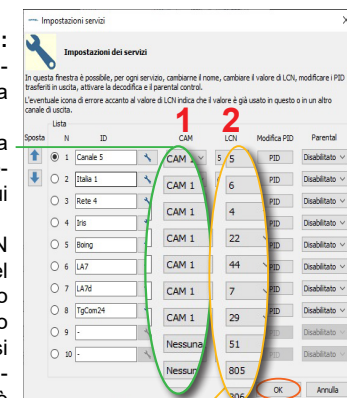 Impostazioni servizi
Impostazioni dei servizi
In questa finestra è possibile, per ogni servizio, cambiarne il nome, cambiare il valore di LCN, modificare i PID
trasferiti in uscita, attivare la decodifica e il parental control.
L'eventuale icona di errore accanto al valore di LCN indica che il valore è già usato in questo o in un altro
canale di uscita.
1 2
Lista
Sposta N ID CAM LCN Modifica PID Parental
1 Canale 5 CAM 1 5 5 PID Disabilitato
2 Italia 1 CAM 1 6 PID Disabilitato
3 Rete 4 CAM 1 4 PID Disabilitato
4 Iris CAM 1 22 PID Disabilitato
5 Boing CAM 1 44 PID Disabilitato
6 LA7 CAM 1 7 PID Disabilitato
7 LA7d CAM 1 29 PID Disabilitato
8 TgCom24 PID Disabilitato
9 - Nessuna 51 PID Disabilitato
10 - Nessun 805 PID Disabilitato
806
OK Annulla